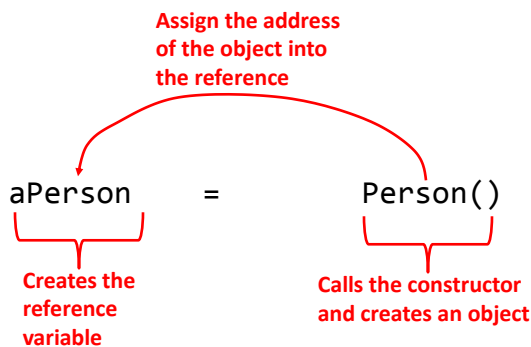 Assign the address
of the object into
the reference
aPerson = Person()
Creates the
reference
variable
Calls the constructor
and creates an object